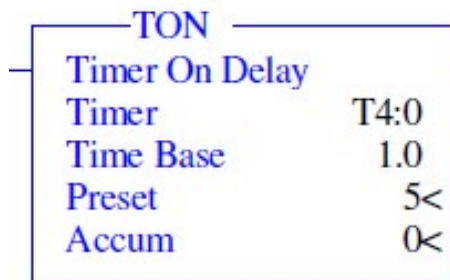 TON
Timer On Delay
Timer T4:0
Time Base 1.0
Preset 5<
Accum 0<